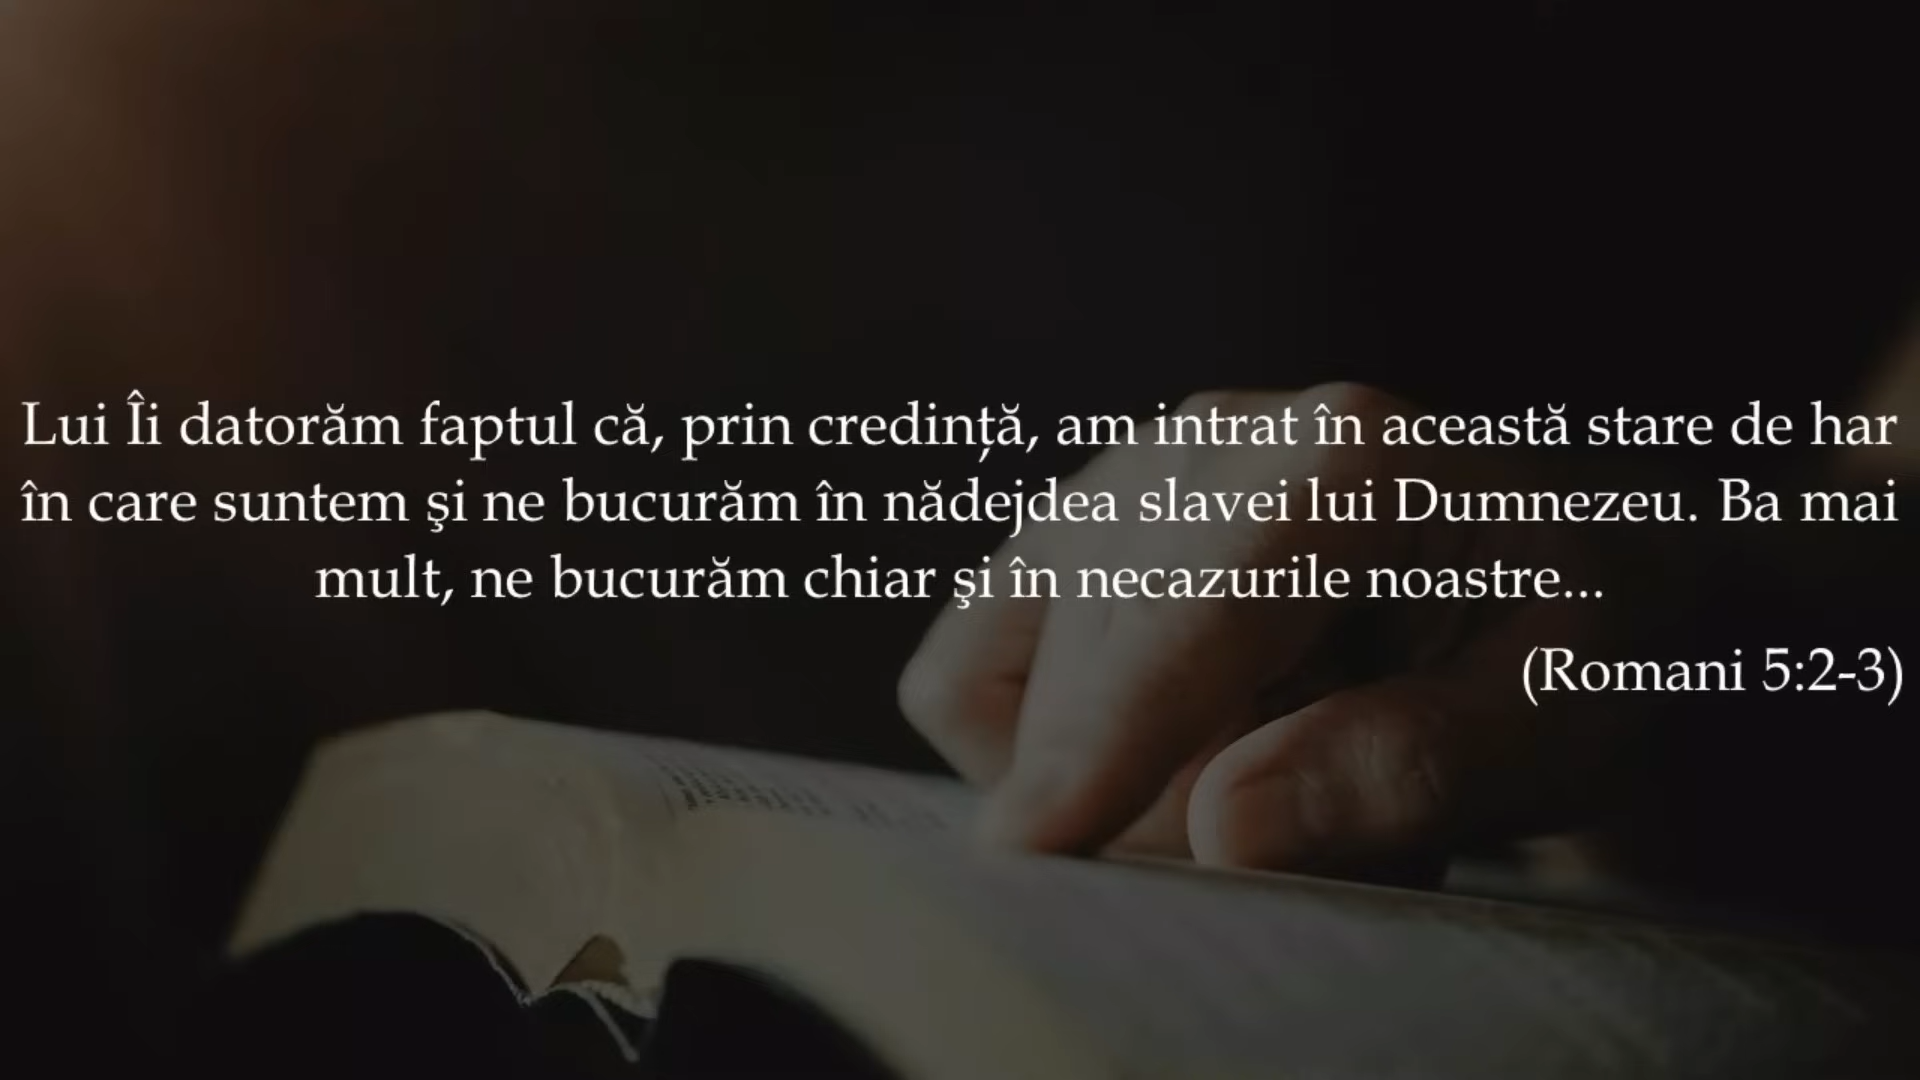 Lui Îi datorăm faptul că, prin credinţă, am intrat în această stare de har
în care suntem şi ne bucurăm în nădejdea slavei lui Dumnezeu. Ba mai
mult, ne bucurăm chiar şi în necazurile noastre...
(Romani 5:2-3)